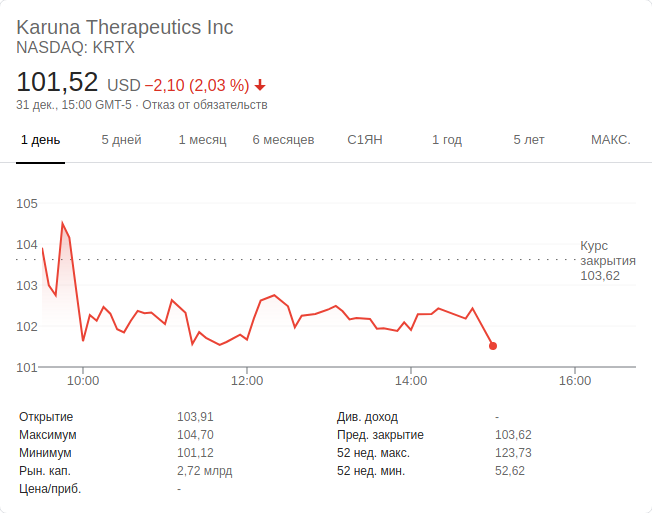 Karuna Therapeutics Inc
NASDAQ: KRTX
101,52 USD −2,10 (2,03 %)
31 дек., 15:00 GMT-5 · Отказ от обязательств
1 день 5 дней 1 месяц 6 месяцев С1ЯН 1 год 5 лет МАКС.
105
104
103
102
101
Курс
закрытия
103,62
10:00 12:00 14:00 16:00
Открытие 103,91 Див. доход -
Максимум 104,70 Пред. закрытие 103,62
Минимум 101,12 52 нед. макс. 123,73
Рын. кап. 2,72 млрд 52 нед. мин. 52,62
Цена/приб. -